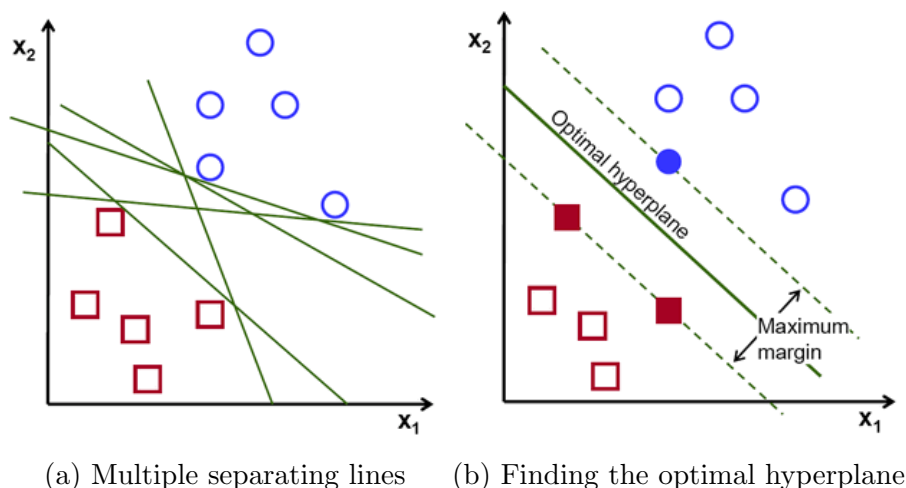 x2
x1
(a) Multiple separating lines
x2
Optimal hyperplane
Maximum
margin
x1
(b) Finding the optimal hyperplane